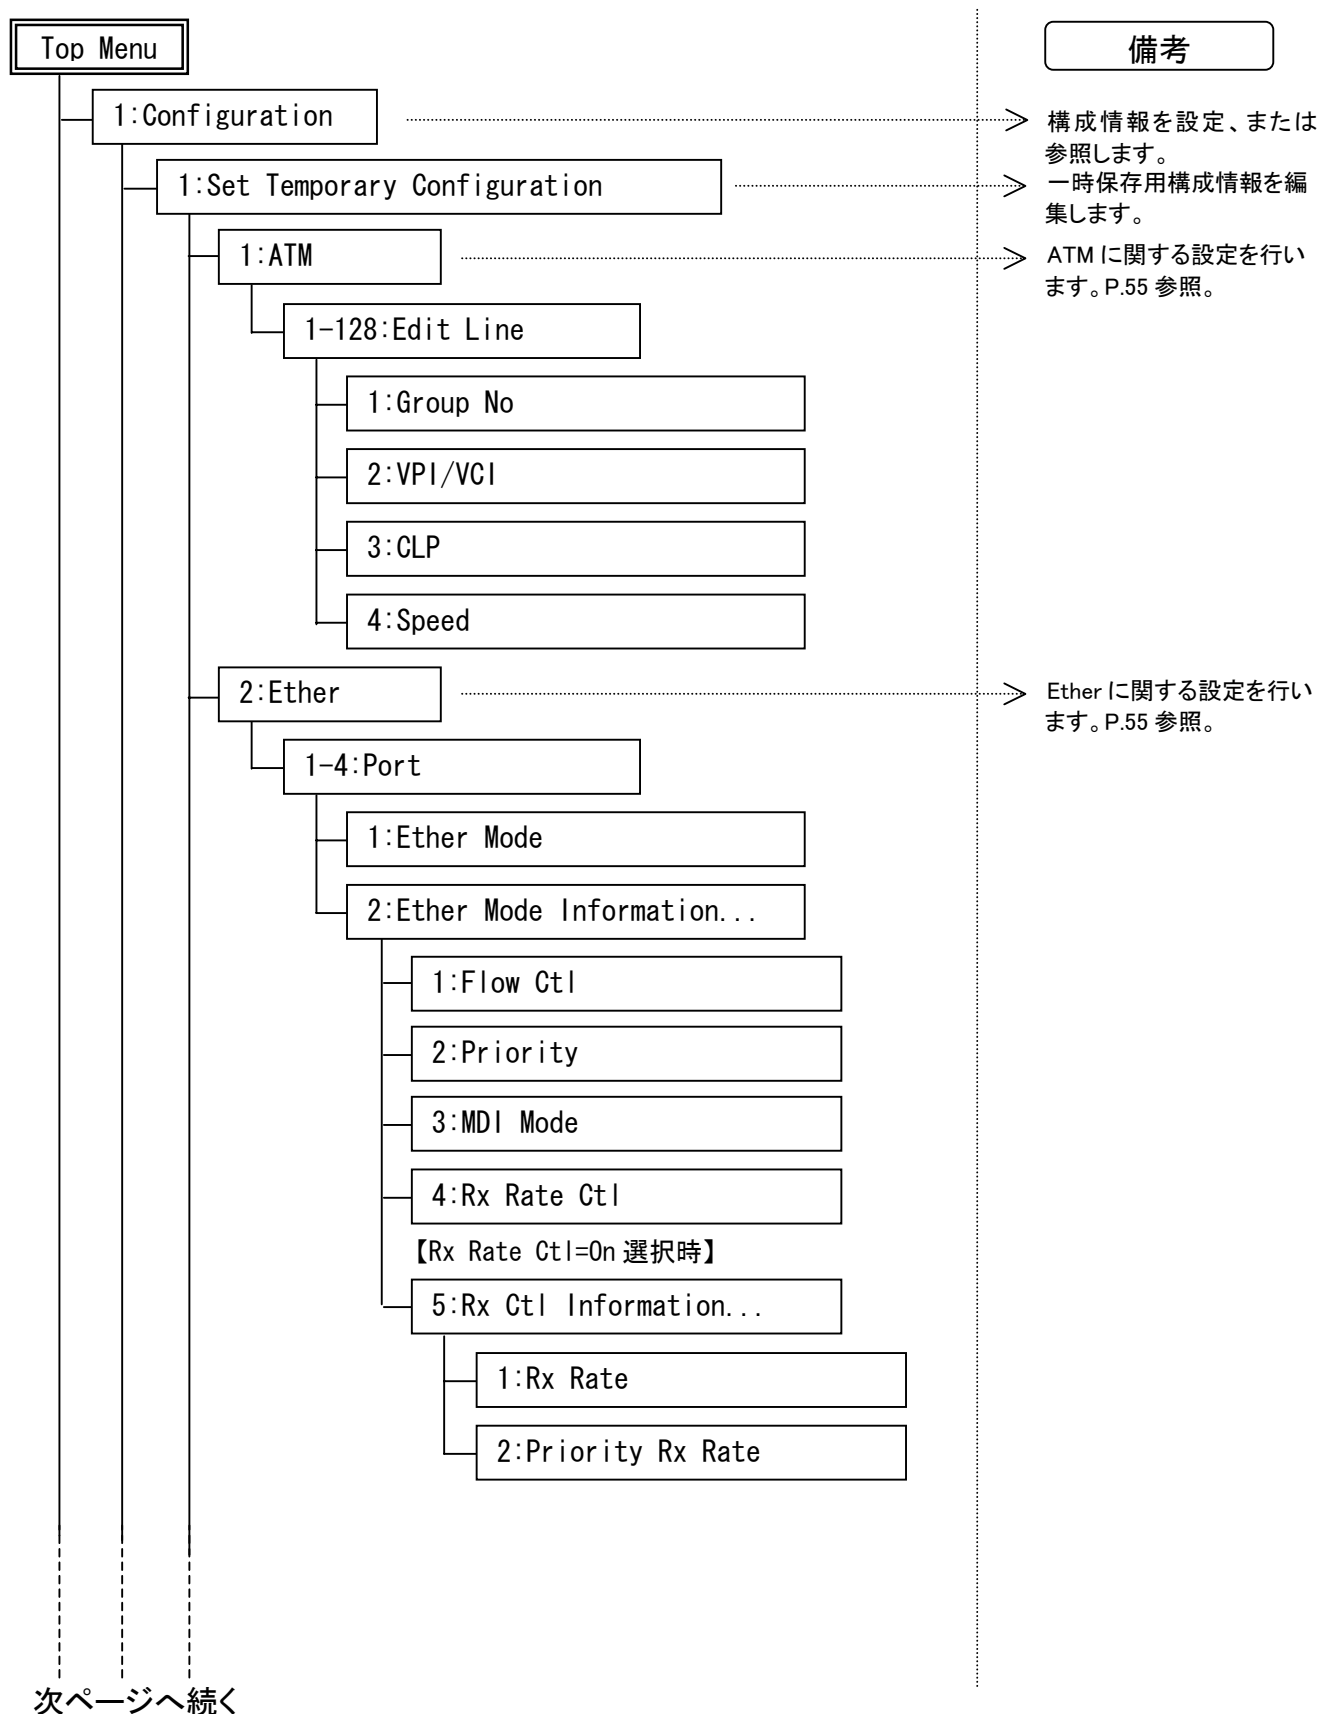 Top Menu
備考
1:Configuration
構成情報を設定、または
参照します。
1:Set Temporary Configuration
一時保存用構成情報を編
集します。
1:ATM
ATM に関する設定を行い
ます。P.55 参照。
1-128:Edit Line
1:Group No
2:VPI/VCI
3:CLP
4:Speed
2:Ether
Ether に関する設定を行い
ます。P.55 参照。
1-4:Port
1:Ether Mode
2:Ether Mode Information...
1:Flow Ctl
2:Priority
3:MDI Mode
4:Rx Rate Ctl
【Rx Rate Ctl=On 選択時】
5:Rx Ctl Information...
1:Rx Rate
2:Priority Rx Rate
次ページへ続く